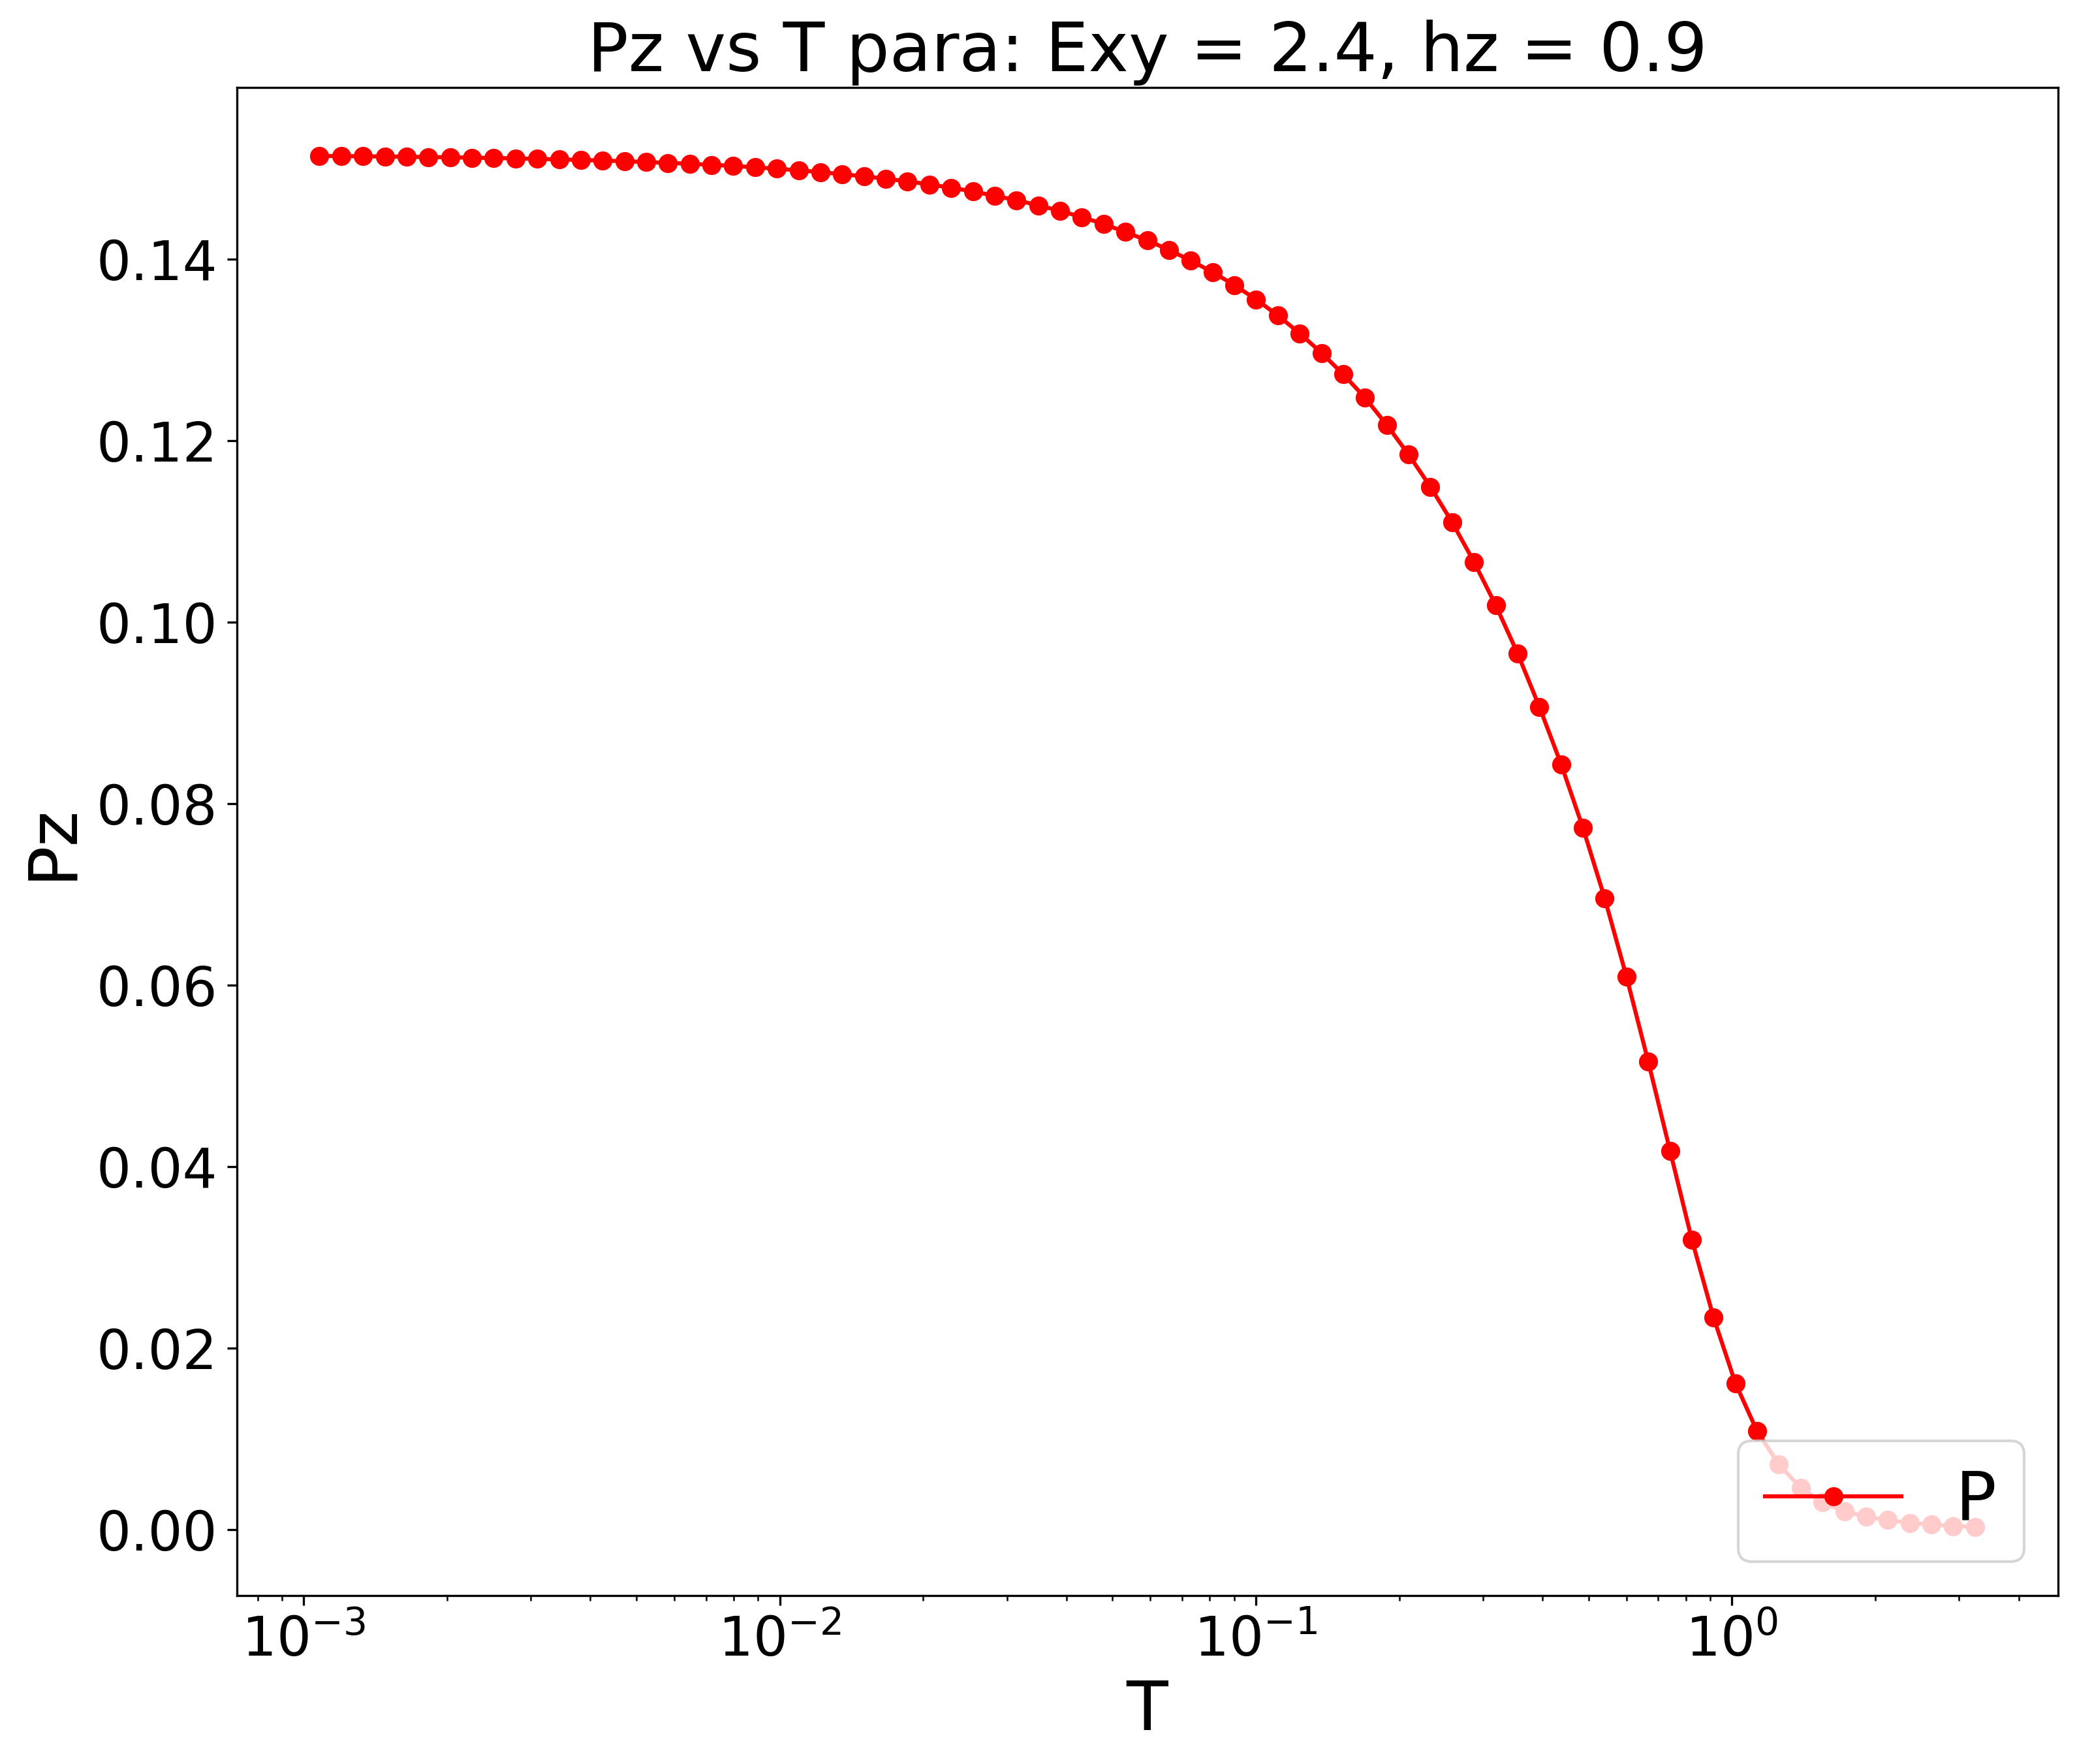 Pz vs T para: Exy = 2.4, hz = 0.9
Pz
0.14
0.12
0.10
0.08
0.06
0.04
0.02
0.00
P
10⁻³ 10⁻² 10⁻¹ 10⁰
T